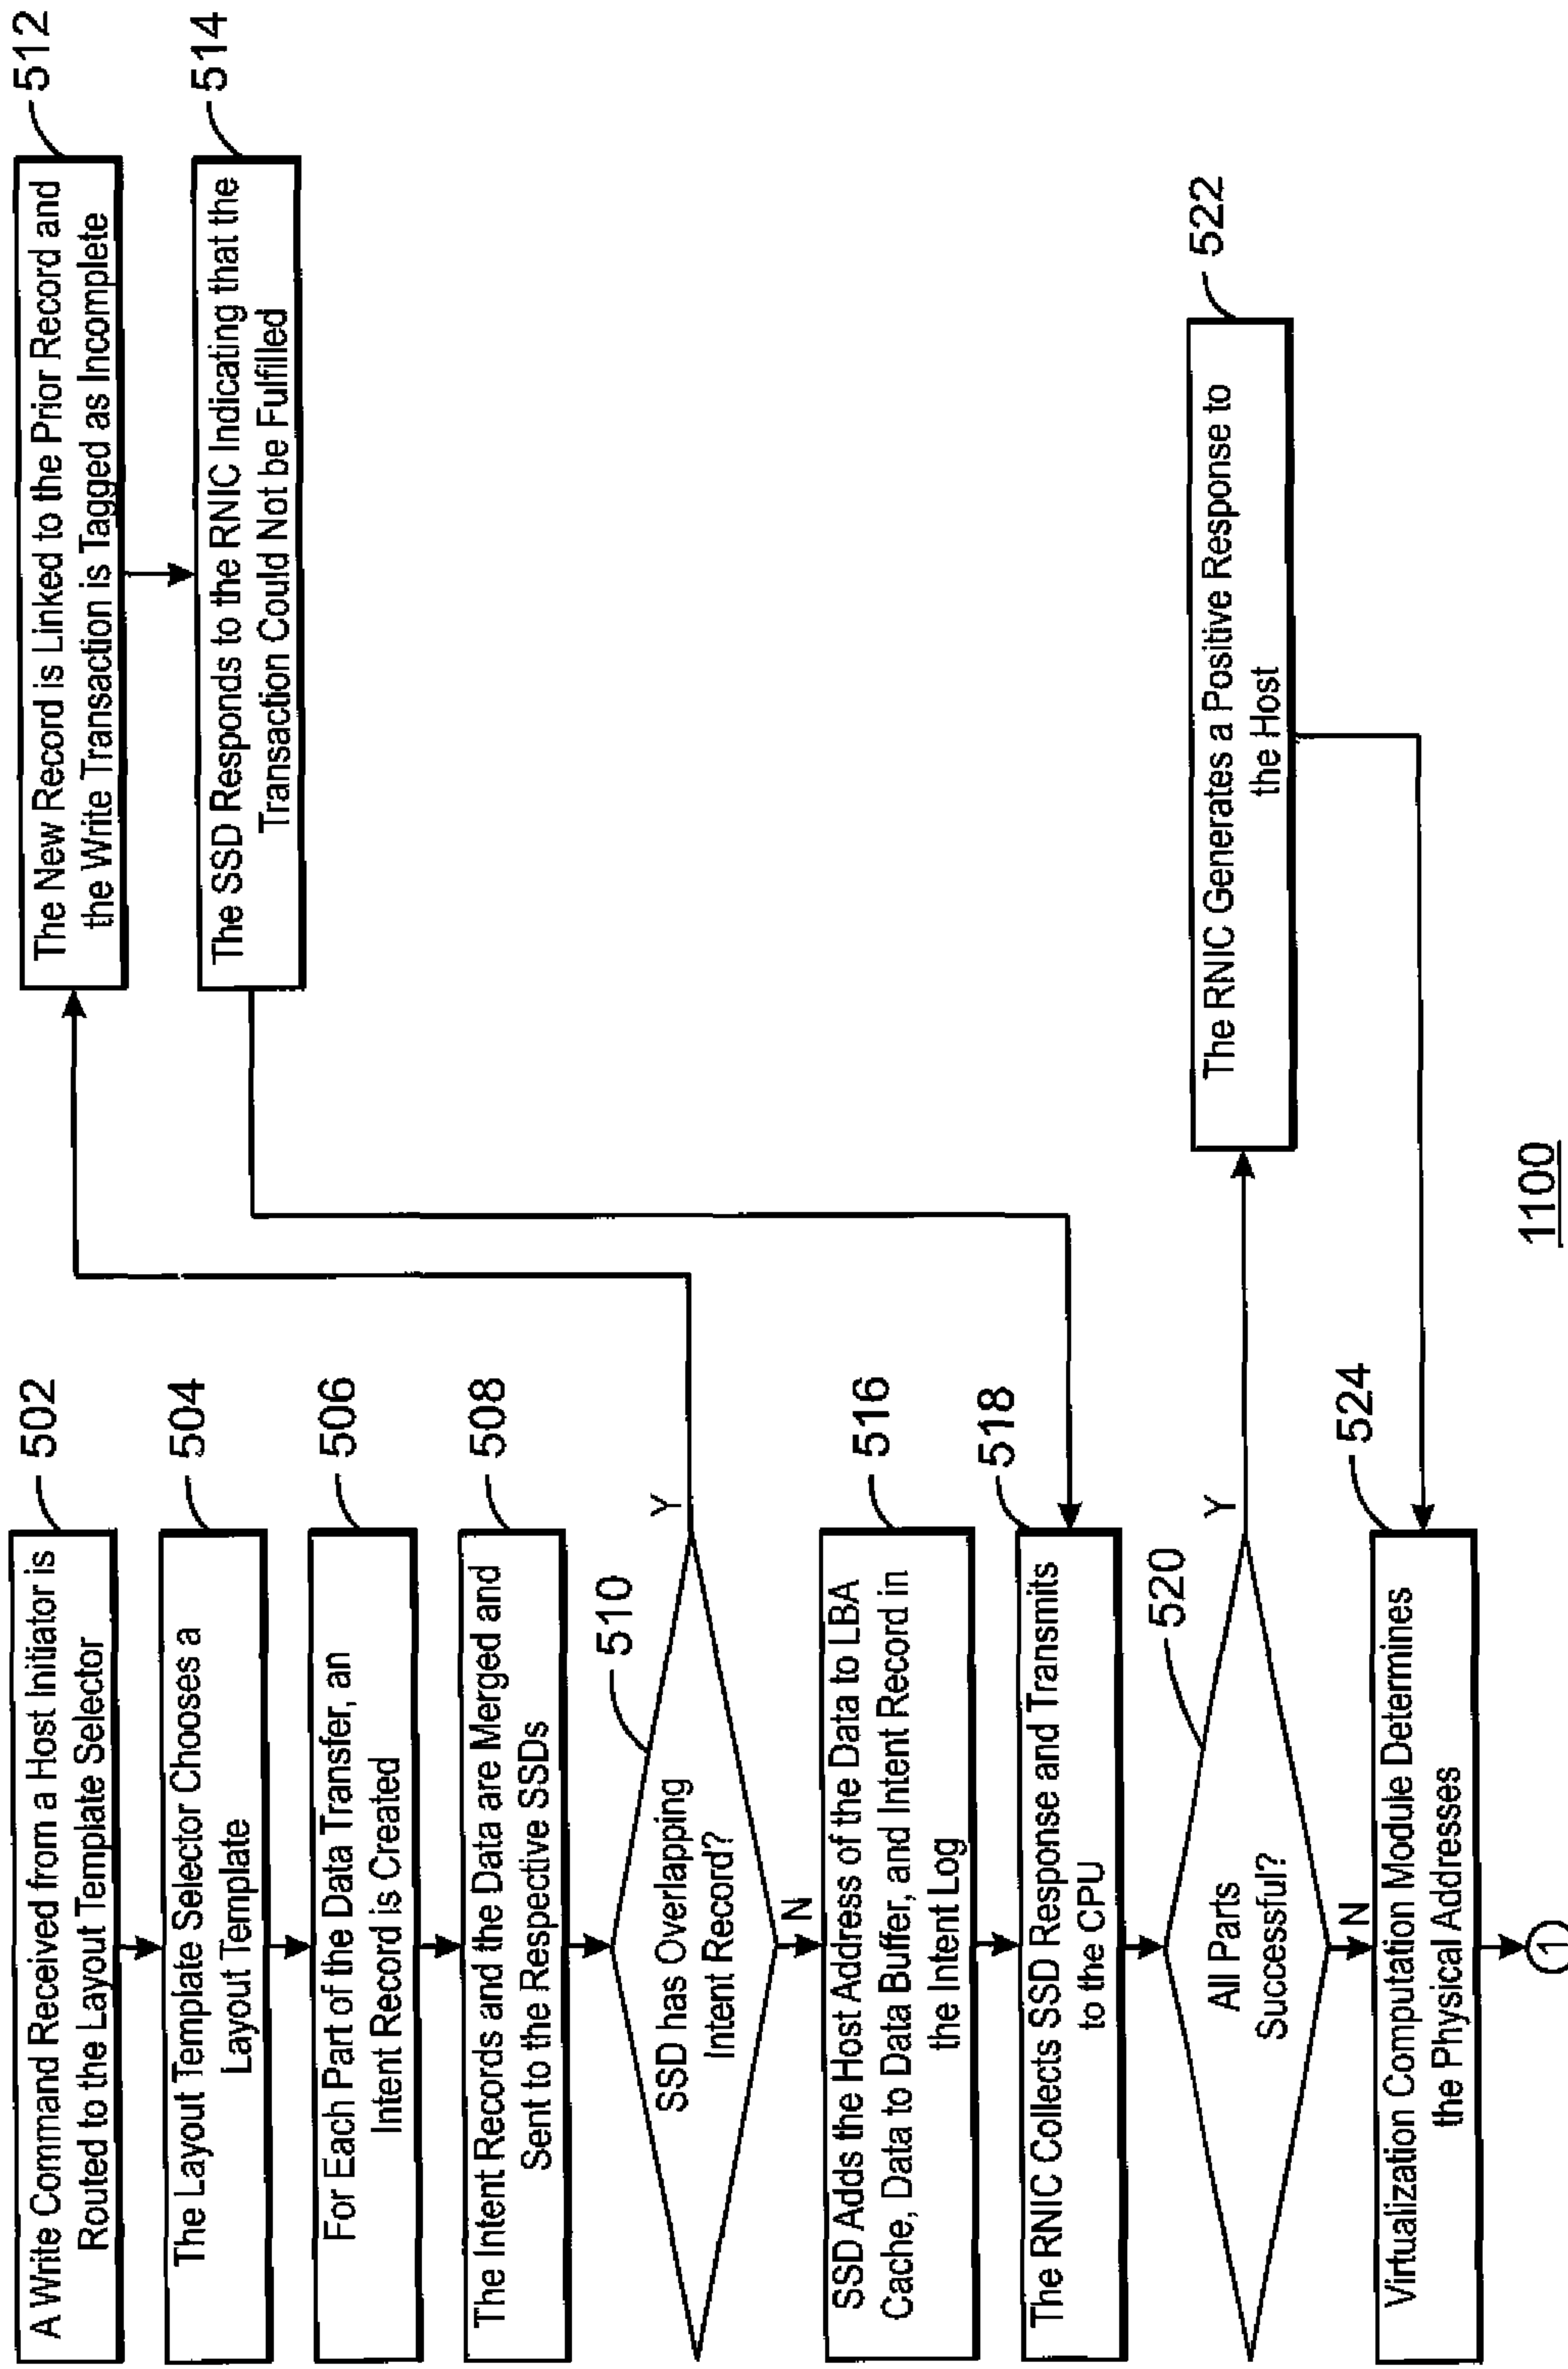 A Write Command Received from a Host Initiator is
Routed to the Layout Template Selector
502
The Layout Template Selector Chooses a
Layout Template
504
For Each Part of the Data Transfer, an
Intent Record is Created
506
The Intent Records and the Data are Merged and
Sent to the Respective SSDs
508
SSD has Overlapping
Intent Record?
510
Y
N
The New Record is Linked to the Prior Record and
the Write Transaction is Tagged as Incomplete
512
The SSD Responds to the RNIC Indicating that the
Transaction Could Not be Fulfilled
514
SSD Adds the Host Address of the Data to LBA
Cache, Data to Data Buffer, and Intent Record in
the Intent Log
516
The RNIC Collects SSD Response and Transmits
to the CPU
518
All Parts
Successful?
520
Y
N
The RNIC Generates a Positive Response to
the Host
522
Virtualization Computation Module Determines
the Physical Addresses
524
1
1100